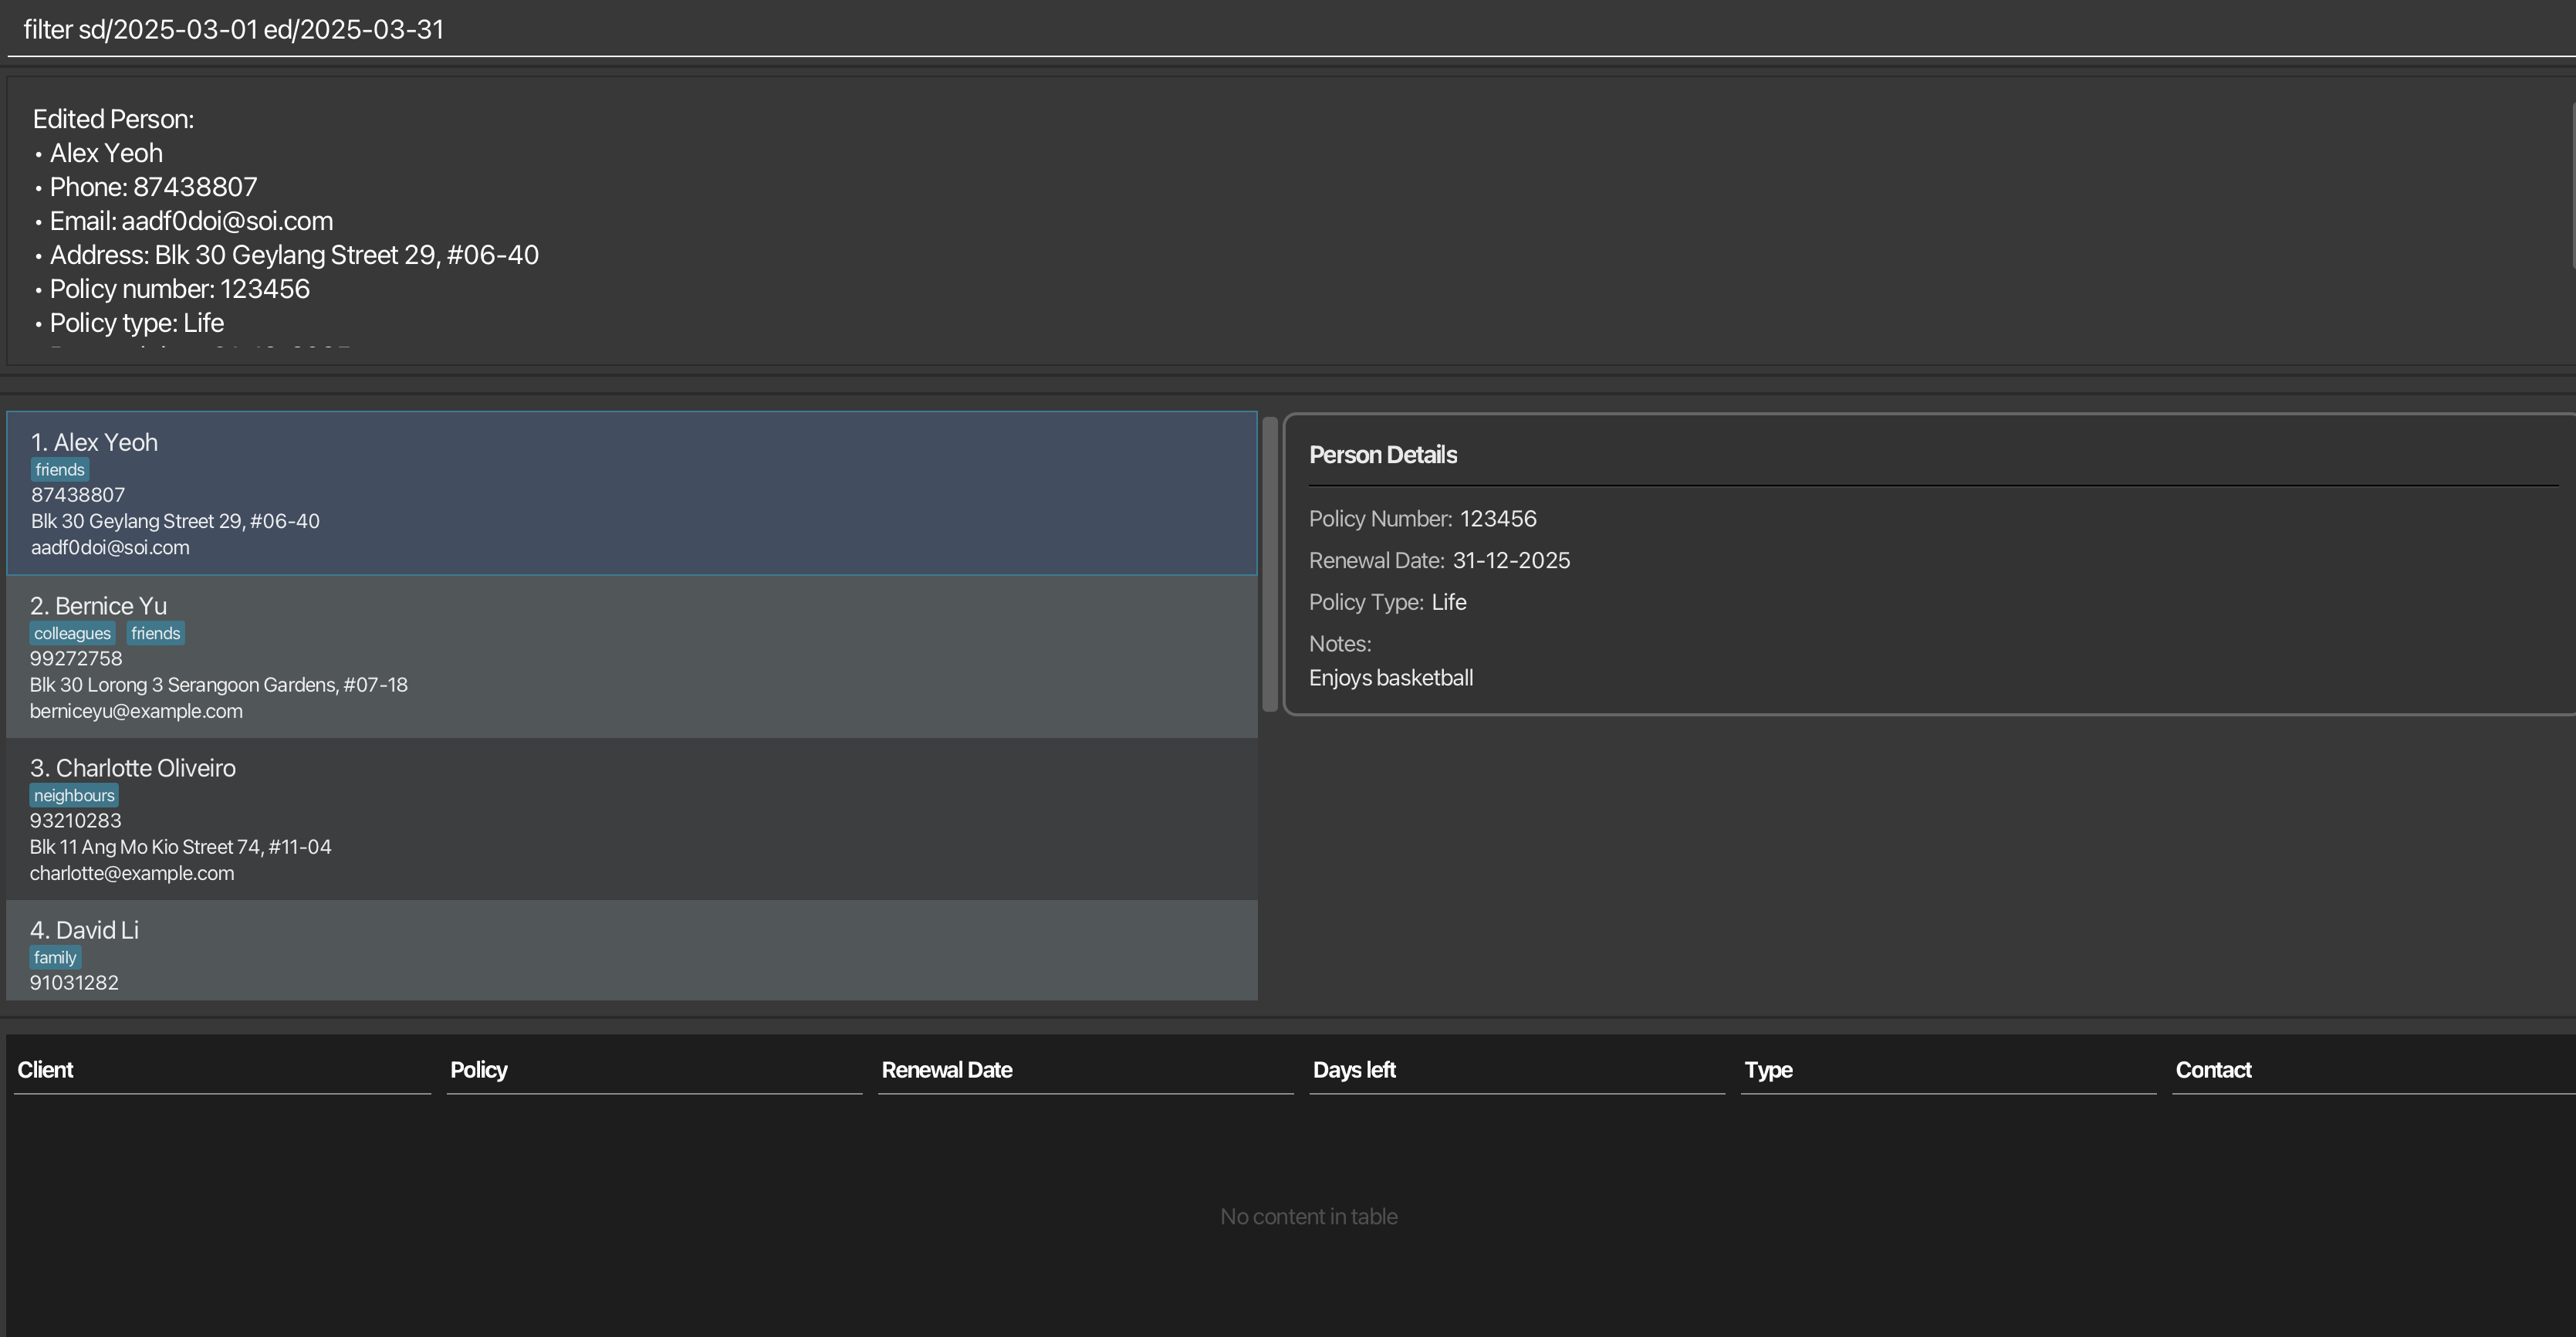 filter sd/2025-03-01 ed/2025-03-31
Edited Person:
• Alex Yeoh
• Phone: 87438807
• Email: aadf0doi@soi.com
• Address: Blk 30 Geylang Street 29, #06-40
• Policy number: 123456
• Policy type: Life
1. Alex Yeoh
friends
87438807
Blk 30 Geylang Street 29, #06-40
aadf0doi@soi.com
2. Bernice Yu
colleagues friends
99272758
Blk 30 Lorong 3 Serangoon Gardens, #07-18
berniceyu@example.com
3. Charlotte Oliveiro
neighbours
93210283
Blk 11 Ang Mo Kio Street 74, #11-04
charlotte@example.com
4. David Li
family
91031282
Person Details
Policy Number: 123456
Renewal Date: 31-12-2025
Policy Type: Life
Notes:
Enjoys basketball
Client Policy Renewal Date Days left Type Contact
No content in table